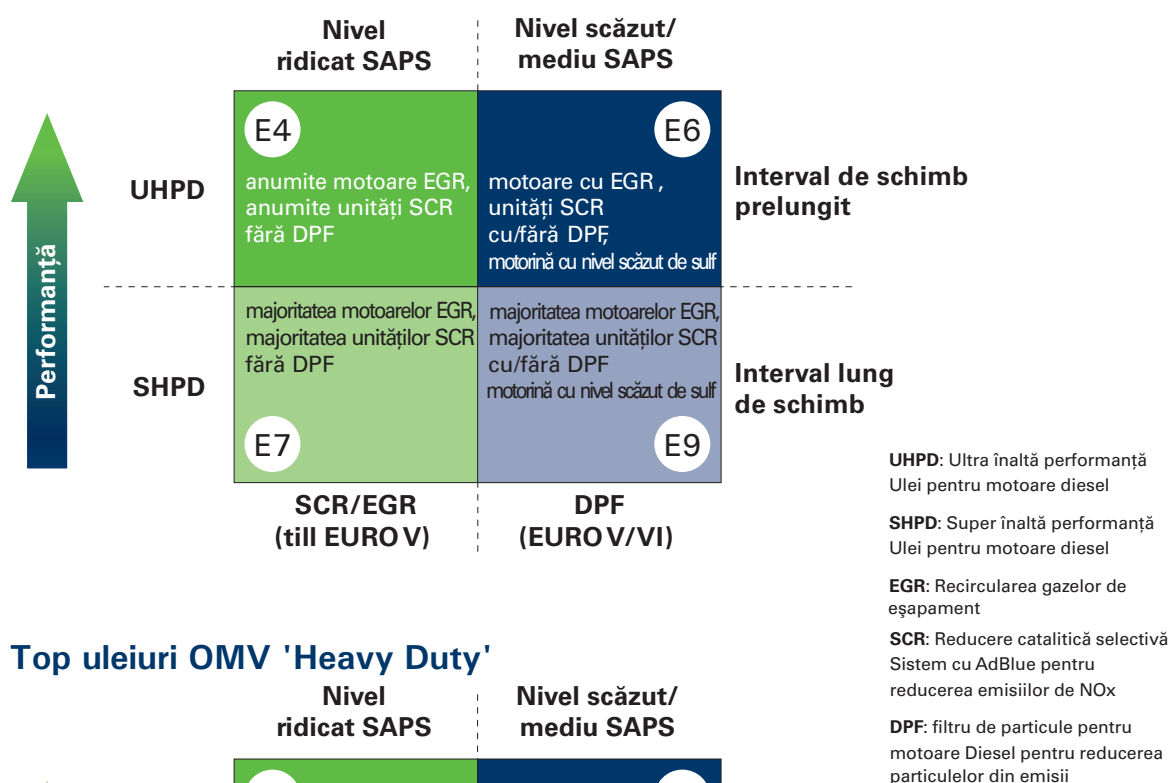 Nivel
ridicat SAPS
Nivel scăzut/
mediu SAPS
Performanță
UHPD
E4
anumite motoare EGR,
anumite unități SCR
fără DPF
E6
motoare cu EGR ,
unități SCR
cu/fără DPF,
motorină cu nivel scăzut de sulf
Interval de schimb
prelungit
SHPD
majoritatea motoarelor EGR,
majoritatea unităților SCR
fără DPF
E7
majoritatea motoarelor EGR,
majoritatea unităților SCR
cu/fără DPF
motorină cu nivel scăzut de sulf
E9
Interval lung
de schimb
SCR/EGR
(till EURO V)
DPF
(EURO V/VI)
UHPD: Ultra înaltă performanță
Ulei pentru motoare diesel
SHPD: Super înaltă performanță
Ulei pentru motoare diesel
EGR: Recircularea gazelor de
eşapament
SCR: Reducere catalitică selectivă
Sistem cu AdBlue pentru
reducerea emisiilor de NOx
DPF: filtru de particule pentru
motoare Diesel pentru reducerea
particulelor din emisii
Top uleiuri OMV 'Heavy Duty'
Nivel
ridicat SAPS
Nivel scăzut/
mediu SAPS